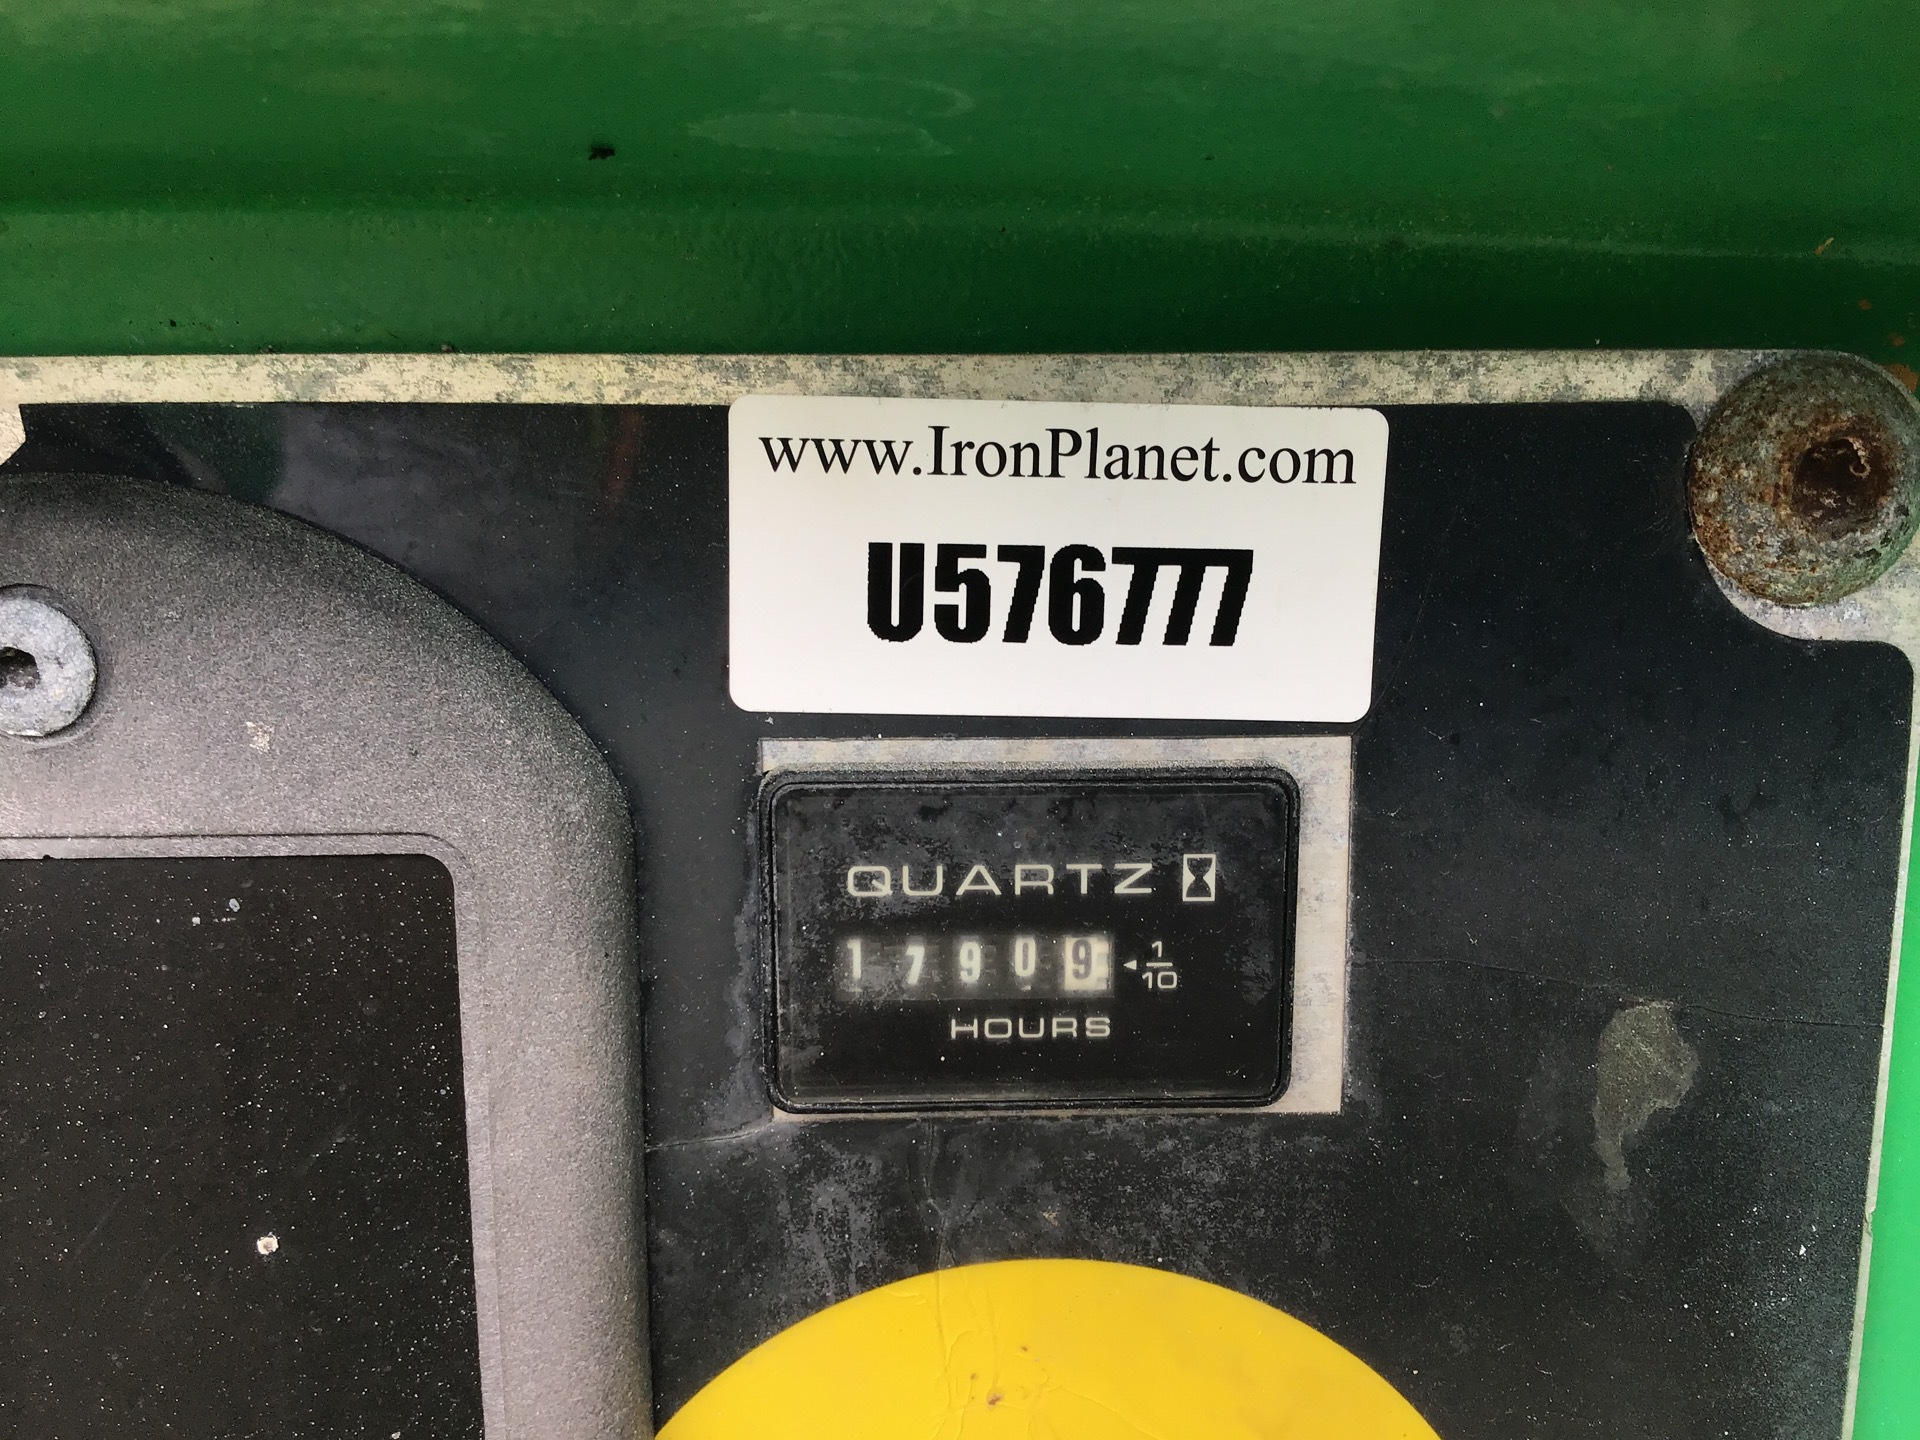 www.IronPlanet.com
U576777
QUARTZ
17909 1/10
HOURS